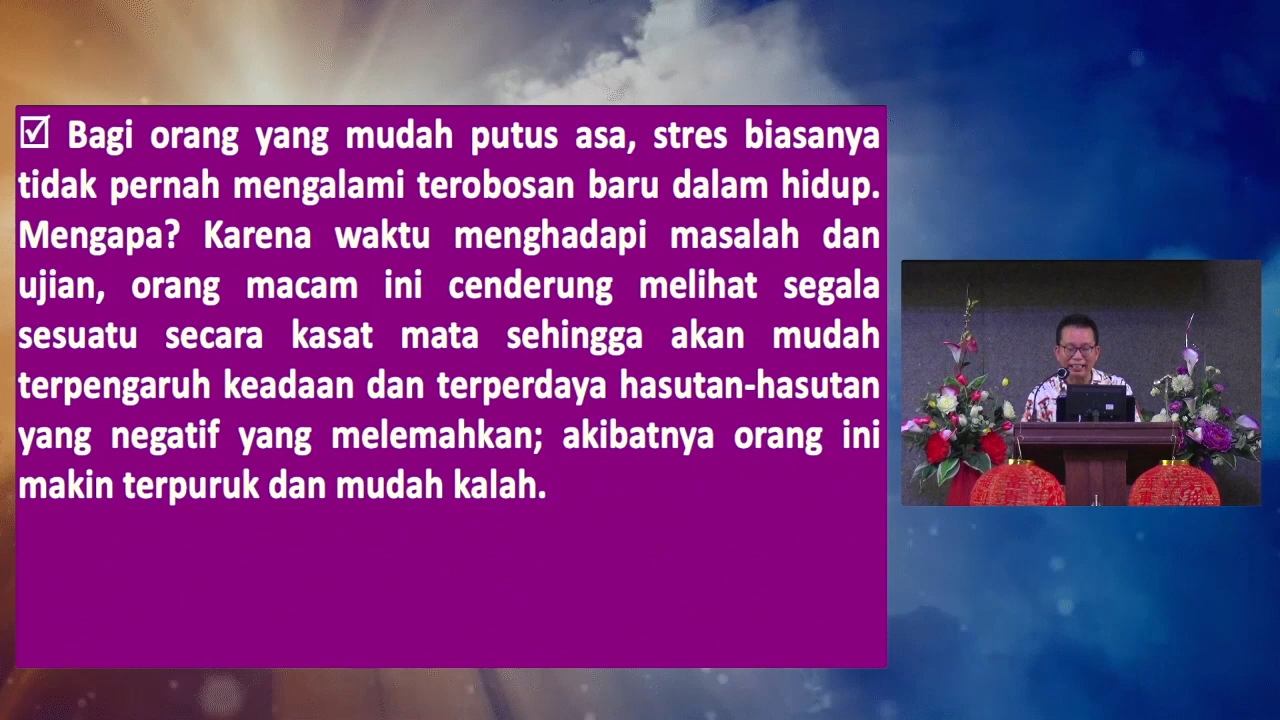 ☑ Bagi orang yang mudah putus asa, stres biasanya
tidak pernah mengalami terobosan baru dalam hidup.
Mengapa? Karena waktu menghadapi masalah dan
ujian, orang macam ini cenderung melihat segala
sesuatu secara kasat mata sehingga akan mudah
terpengaruh keadaan dan terperdaya hasutan-hasutan
yang negatif yang melemahkan; akibatnya orang ini
makin terpuruk dan mudah kalah.